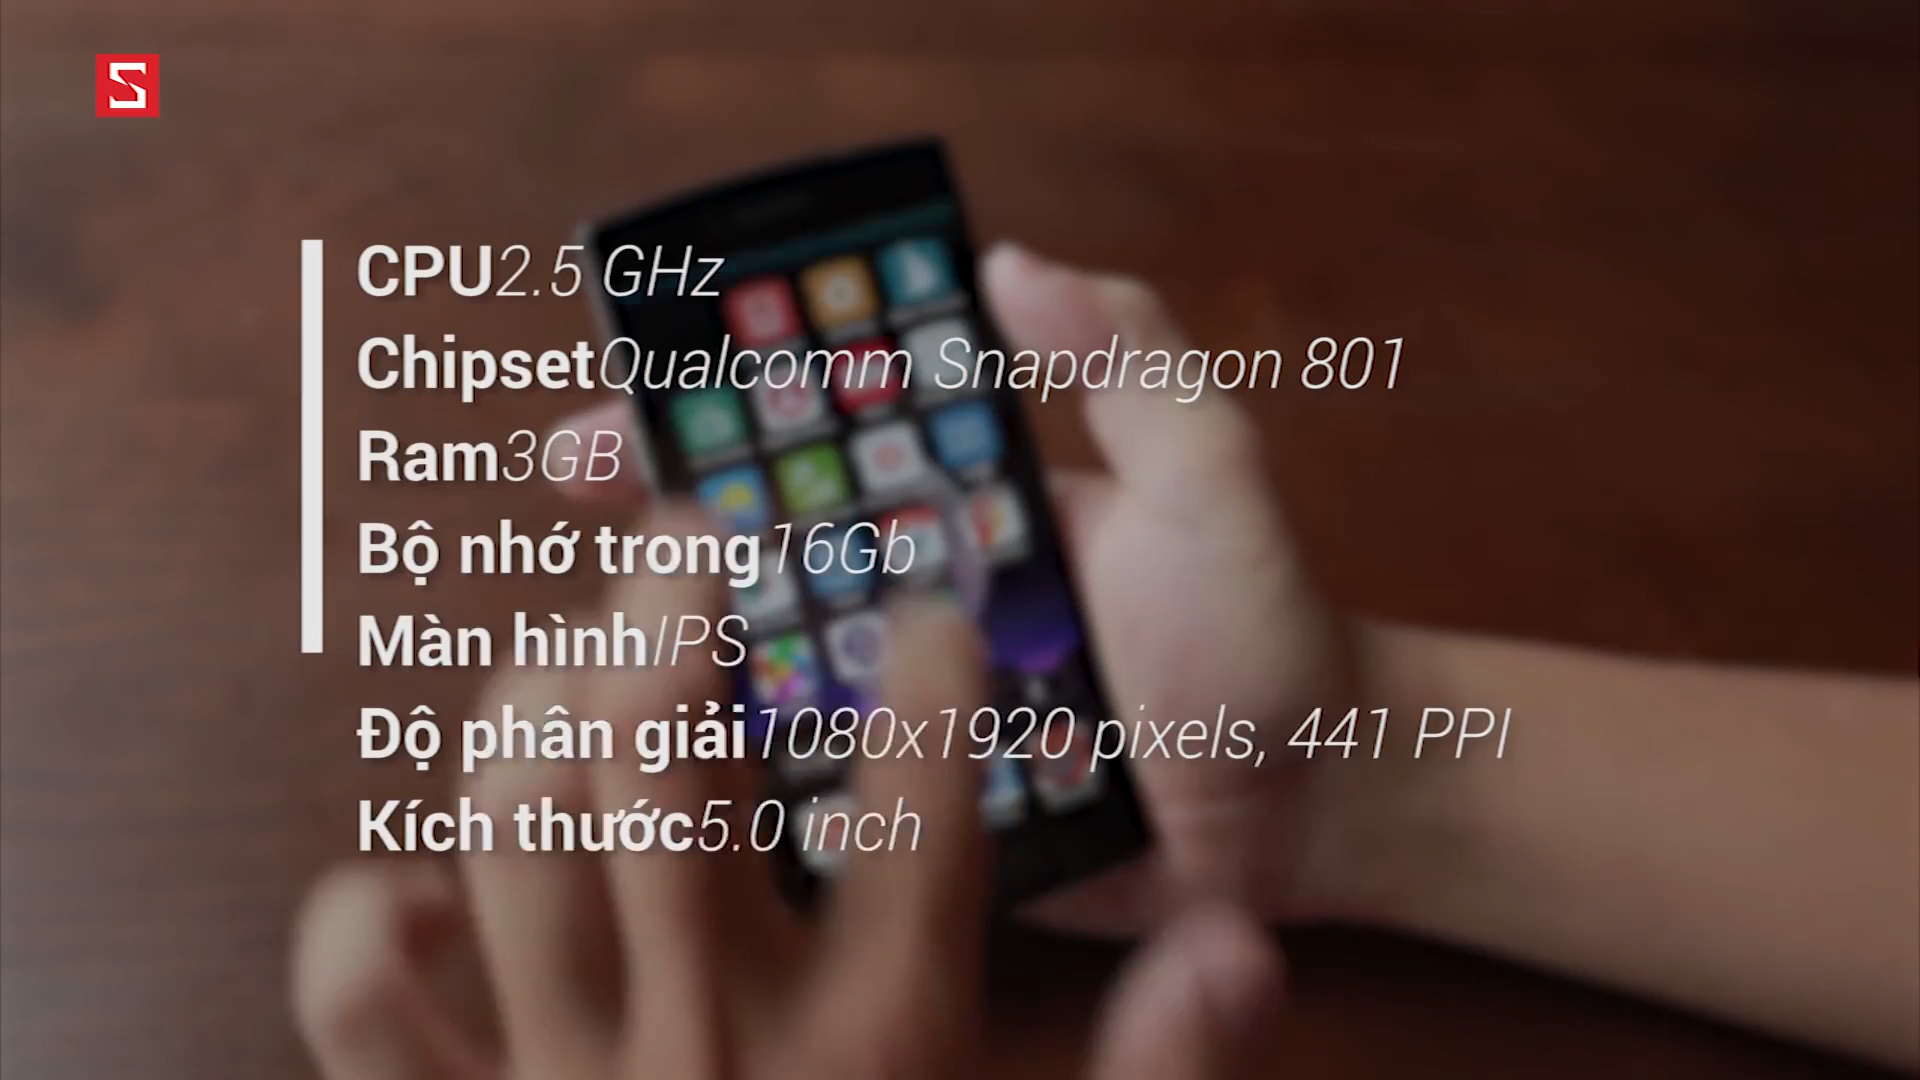 S
CPU2.5 GHz
ChipsetQualcomm Snapdragon 801
Ram3GB
Bộ nhớ trong16Gb
Màn hìnhIPS
Độ phân giải1080x1920 pixels, 441 PPI
Kích thước5.0 inch